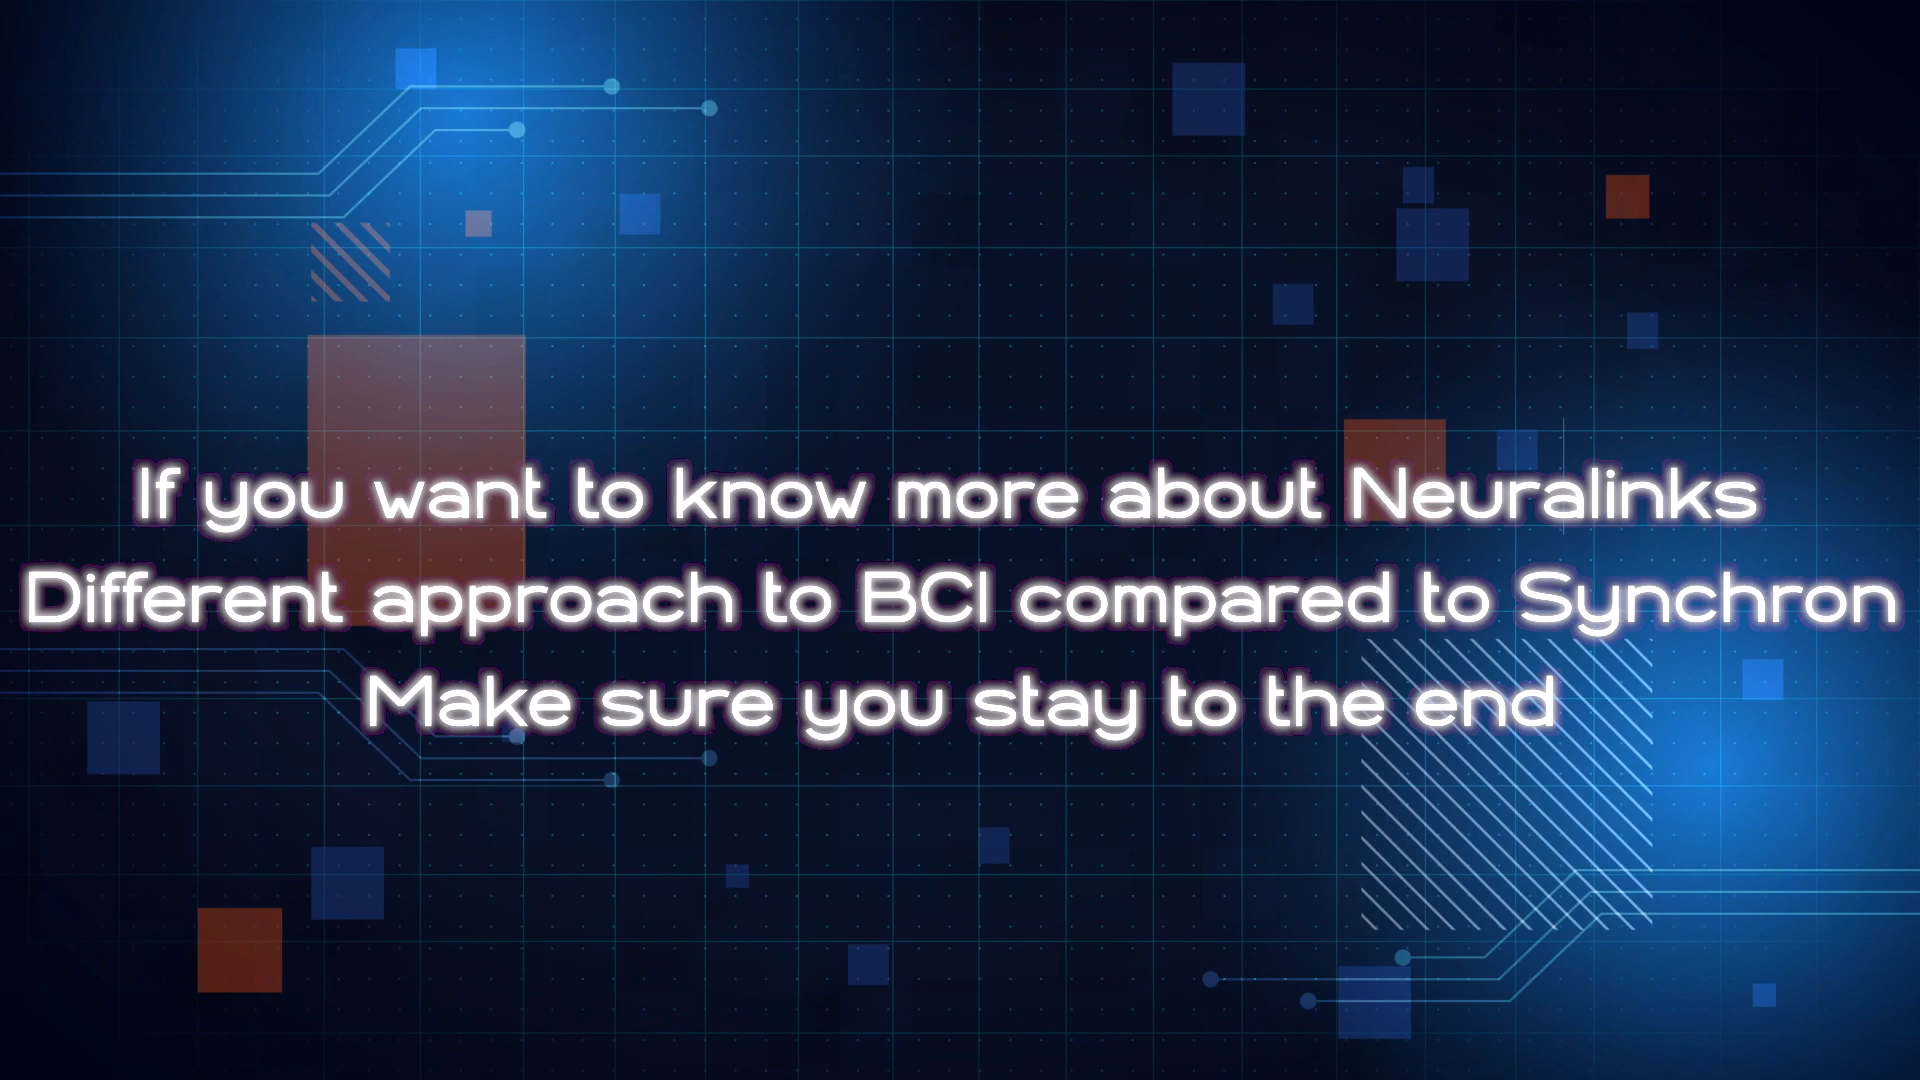 If you want to know more about Neuralinks
Different approach to BCI compared to Synchron
Make sure you stay to the end